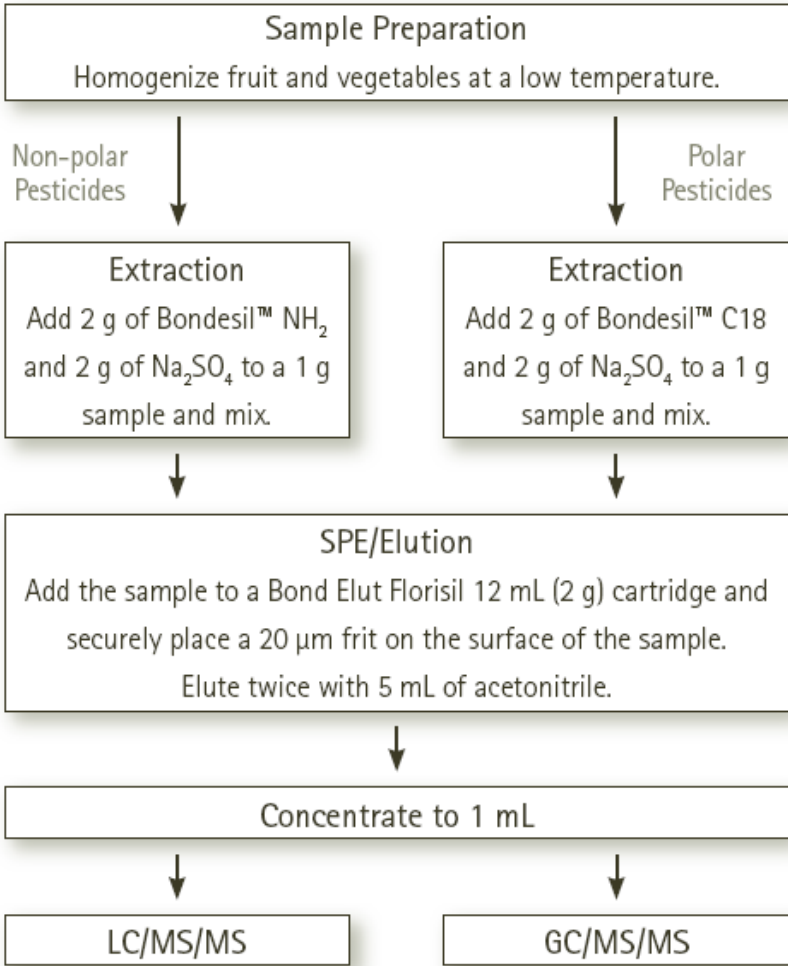 Sample Preparation
Homogenize fruit and vegetables at a low temperature.
Non-polar
Pesticides
Polar
Pesticides
Extraction
Add 2 g of Bondesil™ NH₂
and 2 g of Na₂SO₄ to a 1 g
sample and mix.
Extraction
Add 2 g of Bondesil™ C18
and 2 g of Na₂SO₄ to a 1 g
sample and mix.
SPE/Elution
Add the sample to a Bond Elut Florisil 12 mL (2 g) cartridge and
securely place a 20 µm frit on the surface of the sample.
Elute twice with 5 mL of acetonitrile.
Concentrate to 1 mL
LC/MS/MS
GC/MS/MS